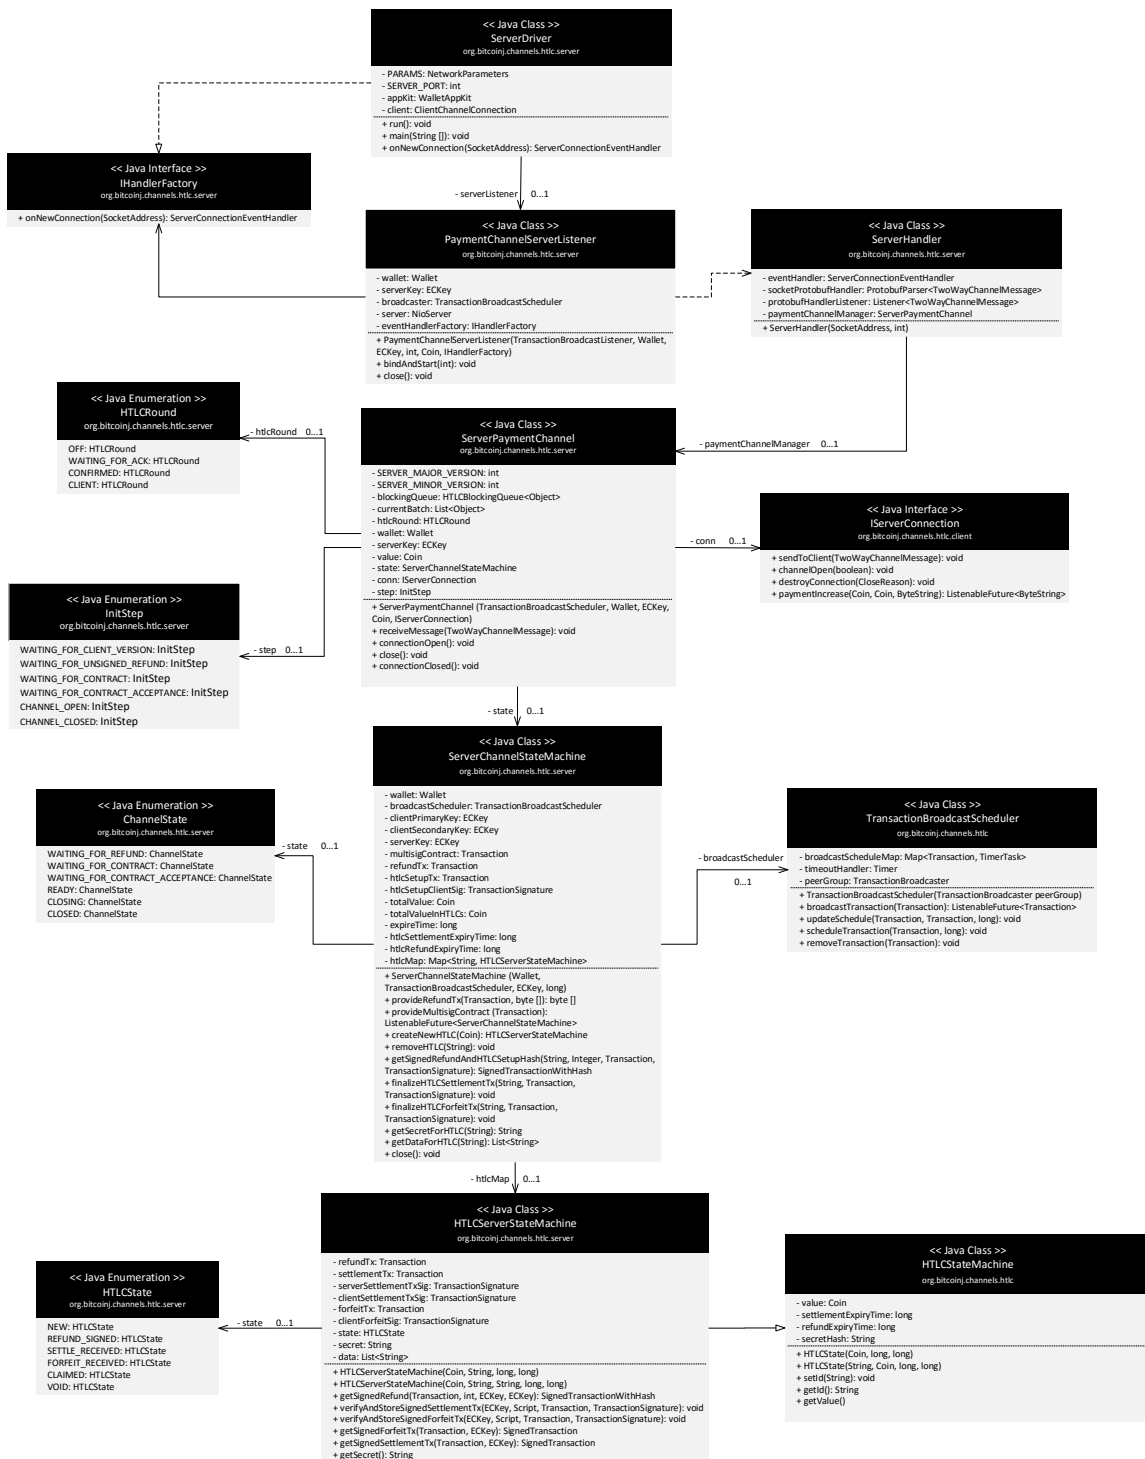 << Java Class >>
ServerDriver
org.bitcoinj.channels.htlc.server
- PARAMS: NetworkParameters
- SERVER_PORT: int
- appKit: WalletAppKit
- client: ClientChannelConnection
+ run(): void
+ main(String []): void
+ onNewConnection(SocketAddress): ServerConnectionEventHandler
<< Java Interface >>
IHandlerFactory
org.bitcoinj.channels.htlc.server
+ onNewConnection(SocketAddress): ServerConnectionEventHandler
- serverListener 0...1
<< Java Class >>
PaymentChannelServerListener
org.bitcoinj.channels.htlc.server
- wallet: Wallet
- serverKey: ECKey
- broadcaster: TransactionBroadcastScheduler
- server: NioServer
- eventHandlerFactory: IHandlerFactory
+ PaymentChannelServerListener(TransactionBroadcastListener, Wallet,
ECKey, int, Coin, IHandlerFactory)
+ bindAndStart(int): void
+ close(): void
<< Java Class >>
ServerHandler
org.bitcoinj.channels.htlc.server
- eventHandler: ServerConnectionEventHandler
- socketProtobufHandler: ProtobufParser<TwoWayChannelMessage>
- protobufHandlerListener: Listener<TwoWayChannelMessage>
- paymentChannelManager: ServerPaymentChannel
+ ServerHandler(SocketAddress, int)
<< Java Enumeration >>
HTLCRound
org.bitcoinj.channels.htlc.server
OFF: HTLCRound
WAITING_FOR_ACK: HTLCRound
CONFIRMED: HTLCRound
CLIENT: HTLCRound
- htlcRound 0...1
<< Java Class >>
ServerPaymentChannel
org.bitcoinj.channels.htlc.server
- SERVER_MAJOR_VERSION: int
- SERVER_MINOR_VERSION: int
- blockingQueue: HTLCBlockingQueue<Object>
- currentBatch: List<Object>
- htlcRound: HTLCRound
- wallet: Wallet
- serverKey: ECKey
- value: Coin
- state: ServerChannelStateMachine
- conn: IServerConnection
- step: InitStep
+ ServerPaymentChannel (TransactionBroadcastScheduler, Wallet, ECKey,
Coin, IServerConnection)
+ receiveMessage(TwoWayChannelMessage): void
+ connectionOpen(): void
+ close(): void
+ connectionClosed(): void
- paymentChannelManager 0...1
- conn 0...1
<< Java Interface >>
IServerConnection
org.bitcoinj.channels.htlc.client
+ sendToClient(TwoWayChannelMessage): void
+ channelOpen(boolean): void
+ destroyConnection(CloseReason): void
+ paymentIncrease(Coin, Coin, ByteString): ListenableFuture<ByteString>
<< Java Enumeration >>
InitStep
org.bitcoinj.channels.htlc.server
WAITING_FOR_CLIENT_VERSION: InitStep
WAITING_FOR_UNSIGNED_REFUND: InitStep
WAITING_FOR_CONTRACT: InitStep
WAITING_FOR_CONTRACT_ACCEPTANCE: InitStep
CHANNEL_OPEN: InitStep
CHANNEL_CLOSED: InitStep
- step 0...1
- state 0...1
<< Java Class >>
ServerChannelStateMachine
org.bitcoinj.channels.htlc.server
- wallet: Wallet
- broadcastScheduler: TransactionBroadcastScheduler
- clientPrimaryKey: ECKey
- clientSecondaryKey: ECKey
- serverKey: ECKey
- multisigContract: Transaction
- refundTx: Transaction
- htlcSetupTx: Transaction
- htlcSetupClientSig: TransactionSignature
- totalValue: Coin
- totalValueInHTLCs: Coin
- expireTime: long
- htlcSettlementExpiryTime: long
- htlcRefundExpiryTime: long
- htlcMap: Map<String, HTLCServerStateMachine>
+ ServerChannelStateMachine (Wallet,
TransactionBroadcastScheduler, ECKey, long)
+ provideRefundTx(Transaction, byte []): byte []
+ provideMultisigContract (Transaction):
ListenableFuture<ServerChannelStateMachine>
+ createNewHTLC(Coin): HTLCServerStateMachine
+ removeHTLC(String): void
+ getSignedRefundAndHTLCSetupHash(String, Integer, Transaction,
TransactionSignature): SignedTransactionWithHash
+ finalizeHTLCSettlementTx(String, Transaction,
TransactionSignature): void
+ finalizeHTLCForfeitTx(String, Transaction,
TransactionSignature): void
+ getSecretForHTLC(String): String
+ getDataForHTLC(String): List<String>
+ close(): void
<< Java Enumeration >>
ChannelState
org.bitcoinj.channels.htlc.server
WAITING_FOR_REFUND: ChannelState
WAITING_FOR_CONTRACT: ChannelState
WAITING_FOR_CONTRACT_ACCEPTANCE: ChannelState
READY: ChannelState
CLOSING: ChannelState
CLOSED: ChannelState
- state 0...1
- broadcastScheduler
0...1
<< Java Class >>
TransactionBroadcastScheduler
org.bitcoinj.channels.htlc
- broadcastScheduleMap: Map<Transaction, TimerTask>
- timeoutHandler: Timer
- peerGroup: TransactionBroadcaster
+ TransactionBroadcastScheduler(TransactionBroadcaster peerGroup)
+ broadcastTransaction(Transaction): ListenableFuture<Transaction>
+ updateSchedule(Transaction, Transaction, long): void
+ scheduleTransaction(Transaction, long): void
+ removeTransaction(Transaction): void
- htlcMap 0...1
<< Java Class >>
HTLCServerStateMachine
org.bitcoinj.channels.htlc.server
- refundTx: Transaction
- settlementTx: Transaction
- serverSettlementTxSig: TransactionSignature
- clientSettlementTxSig: TransactionSignature
- forfeitTx: Transaction
- clientForfeitSig: TransactionSignature
- state: HTLCState
- secret: String
- data: List<String>
+ HTLCServerStateMachine(Coin, String, long, long)
+ HTLCServerStateMachine(Coin, String, String, long, long)
+ getSignedRefund(Transaction, int, ECKey, ECKey): SignedTransactionWithHash
+ verifyAndStoreSignedSettlementTx(ECKey, Script, Transaction, TransactionSignature): void
+ verifyAndStoreSignedForfeitTx(ECKey, Script, Transaction, TransactionSignature): void
+ getSignedForfeitTx(Transaction, ECKey): SignedTransaction
+ getSignedSettlementTx(Transaction, ECKey): SignedTransaction
+ getSecret(): String
<< Java Enumeration >>
HTLCState
org.bitcoinj.channels.htlc.server
NEW: HTLCState
REFUND_SIGNED: HTLCState
SETTLE_RECEIVED: HTLCState
FORFEIT_RECEIVED: HTLCState
CLAIMED: HTLCState
VOID: HTLCState
- state 0...1
<< Java Class >>
HTLCStateMachine
org.bitcoinj.channels.htlc
- value: Coin
- settlementExpiryTime: long
- refundExpiryTime: long
- secretHash: String
+ HTLCState(Coin, long, long)
+ HTLCState(String, Coin, long, long)
+ setId(String): void
+ getId(): String
+ getValue()